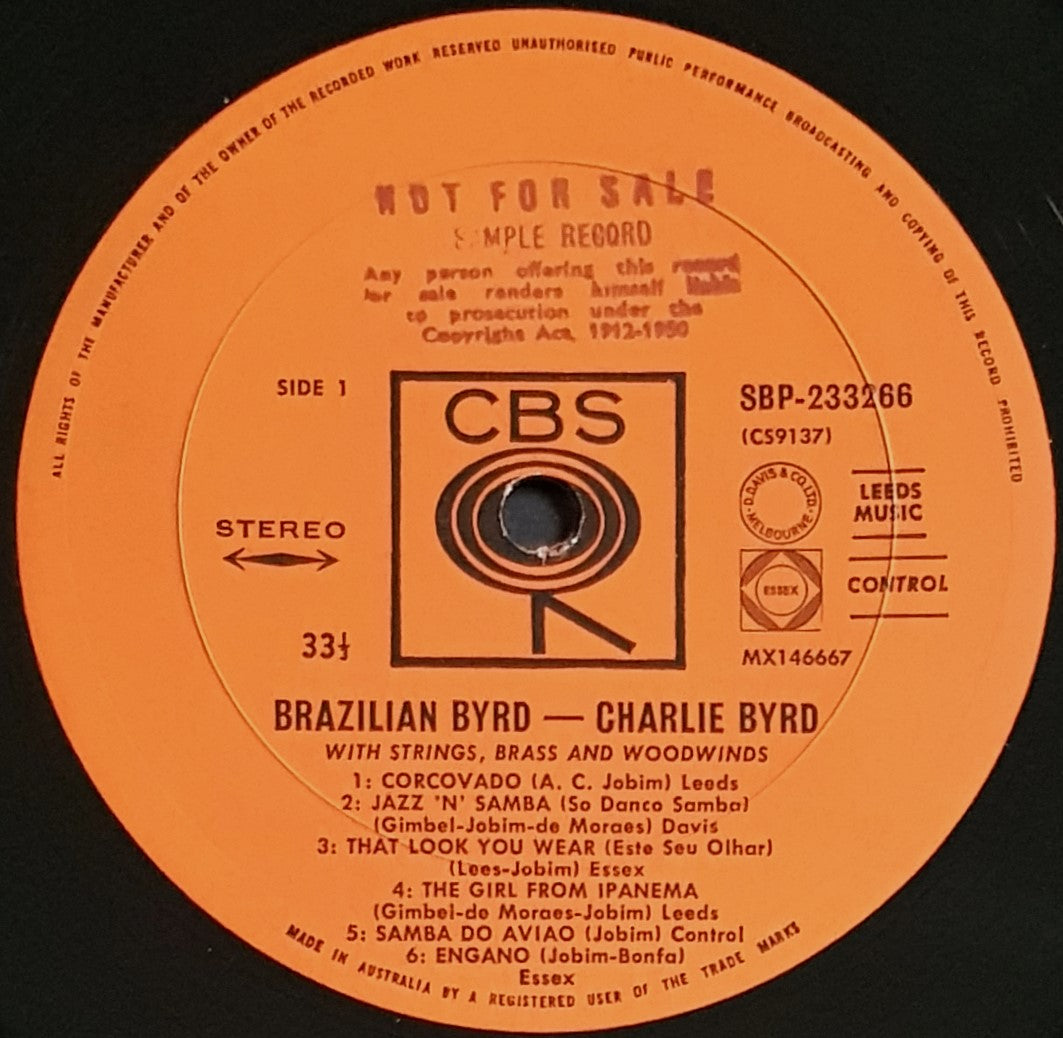 ALL RIGHTS OF THE MANUFACTURER AND OF THE OWNER OF THE RECORDED WORK RESERVED UNAUTHORISED PUBLIC PERFORMANCE BROADCASTING AND COPYING OF THIS RECORD PROHIBITED
NOT FOR SALE
SAMPLE RECORD
Any person offering this record
for sale renders himself liable
to prosecution under the
Copyright Act, 1912-1950
SIDE 1
CBS
SBP-233266
(CS9137)
D. DAVIS & CO. LTD
MELBOURNE
LEEDS
MUSIC
STEREO
ESSEX
CONTROL
33⅓
MX146667
BRAZILIAN BYRD — CHARLIE BYRD
WITH STRINGS, BRASS AND WOODWINDS
1: CORCOVADO (A. C. Jobim) Leeds
2: JAZZ 'N' SAMBA (So Danco Samba)
(Gimbel-Jobim-de Moraes) Davis
3: THAT LOOK YOU WEAR (Este Seu Olhar)
(Lees-Jobim) Essex
4: THE GIRL FROM IPANEMA
(Gimbel-de Moraes-Jobim) Leeds
5: SAMBA DO AVIAO (Jobim) Control
6: ENGANO (Jobim-Bonfa)
Essex
MADE IN AUSTRALIA BY A REGISTERED USER OF THE TRADE MARKS